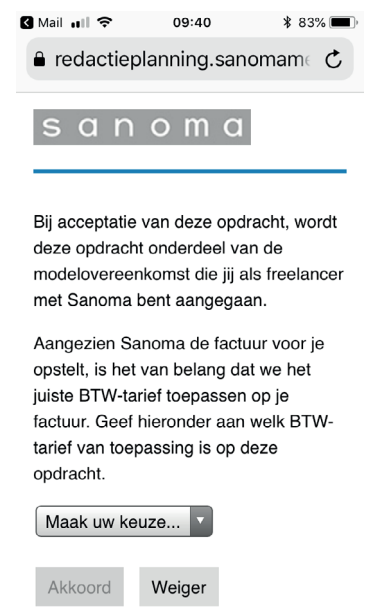 Mail 09:40 83%
redactieplanning.sanomame
sanoma
Bij acceptatie van deze opdracht, wordt
deze opdracht onderdeel van de
modelovereenkomst die jij als freelancer
met Sanoma bent aangegaan.
Aangezien Sanoma de factuur voor je
opstelt, is het van belang dat we het
juiste BTW-tarief toepassen op je
factuur. Geef hieronder aan welk BTW-
tarief van toepassing is op deze
opdracht.
Maak uw keuze...
Akkoord Weiger